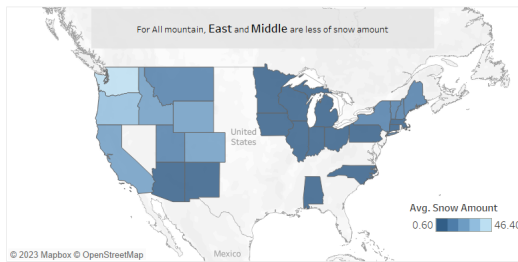 For All mountain, East and Middle are less of snow amount
United
States
Avg. Snow Amount
0.60 46.40
© 2023 Mapbox © OpenStreetMap
Mexico